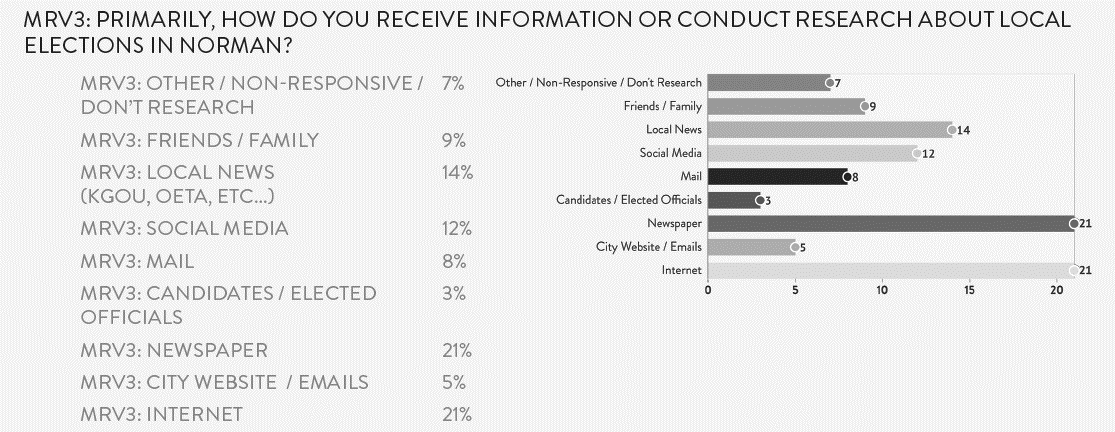 MRV3: PRIMARILY, HOW DO YOU RECEIVE INFORMATION OR CONDUCT RESEARCH ABOUT LOCAL
ELECTIONS IN NORMAN?
MRV3: OTHER / NON-RESPONSIVE / 7%
DON'T RESEARCH
MRV3: FRIENDS / FAMILY 9%
MRV3: LOCAL NEWS 14%
(KGOU, OETA, ETC...)
MRV3: SOCIAL MEDIA 12%
MRV3: MAIL 8%
MRV3: CANDIDATES / ELECTED 3%
OFFICIALS
MRV3: NEWSPAPER 21%
MRV3: CITY WEBSITE / EMAILS 5%
MRV3: INTERNET 21%
Other / Non-Responsive / Don't Research 7
Friends / Family 9
Local News 14
Social Media 12
Mail 8
Candidates / Elected Officials 3
Newspaper 21
City Website / Emails 5
Internet 21
0 5 10 15 20